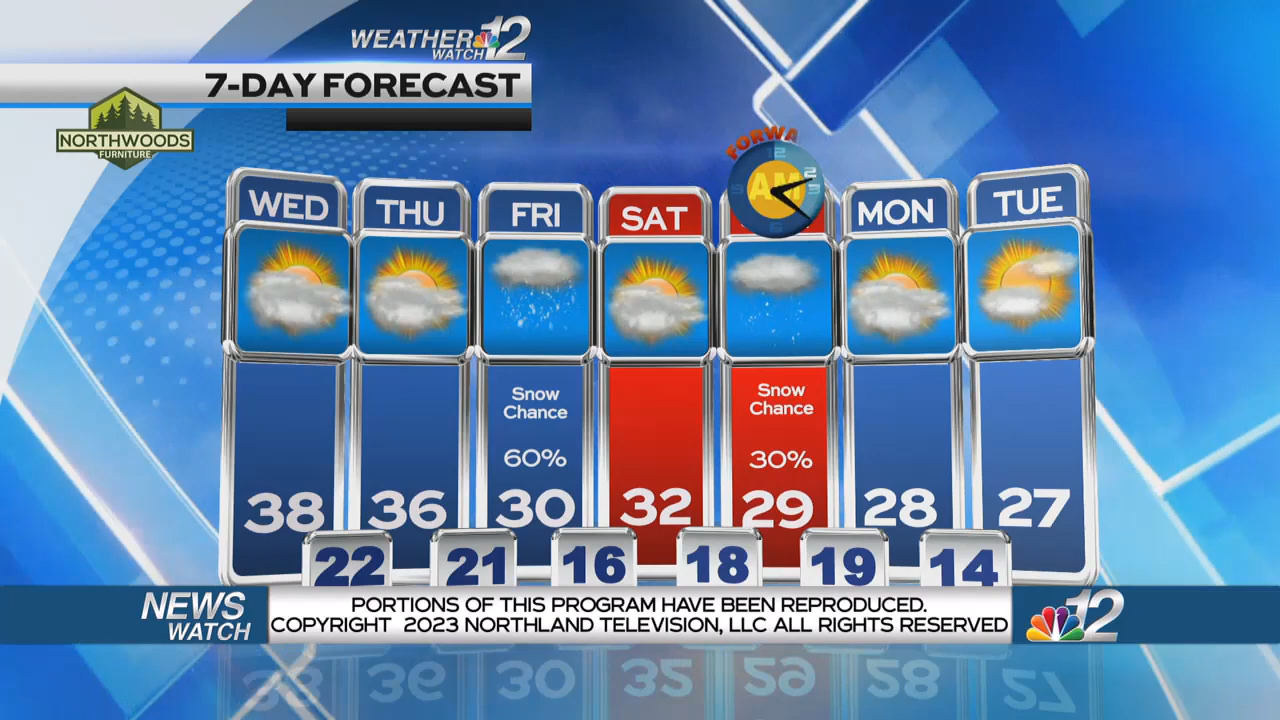 WEATHER
WATCH 12
7-DAY FORECAST
NORTHWOODS
FURNITURE
FORWA
AM
WED THU FRI SAT MON TUE
Snow
Chance
60%
Snow
Chance
30%
38 36 30 32 29 28 27
22 21 16 18 19 14
NEWS
WATCH
PORTIONS OF THIS PROGRAM HAVE BEEN REPRODUCED.
COPYRIGHT 2023 NORTHLAND TELEVISION, LLC ALL RIGHTS RESERVED
12